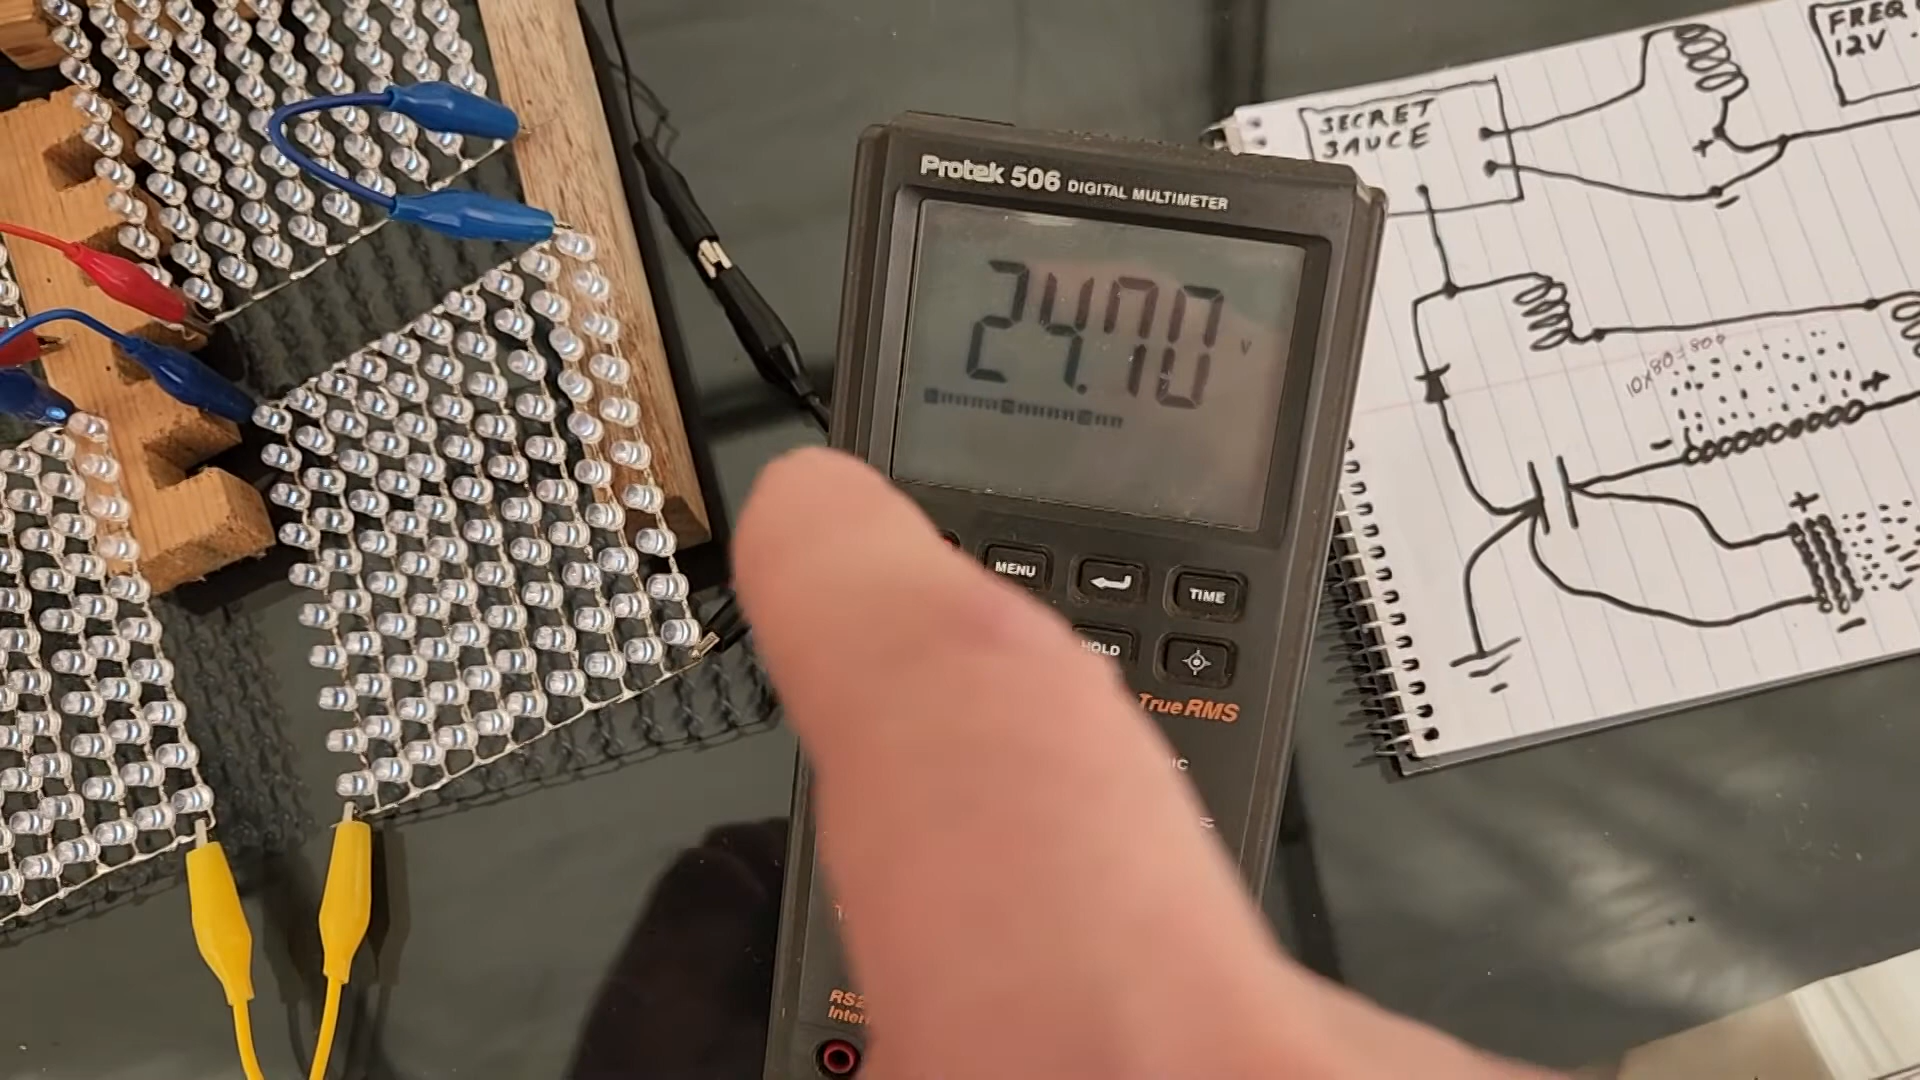 Protek 506 DIGITAL MULTIMETER
24.70 V
MENU
TIME
HOLD
True RMS
SECRET
SAUCE
+
-
FREQ
12V
10X80=800
-
+
+
-